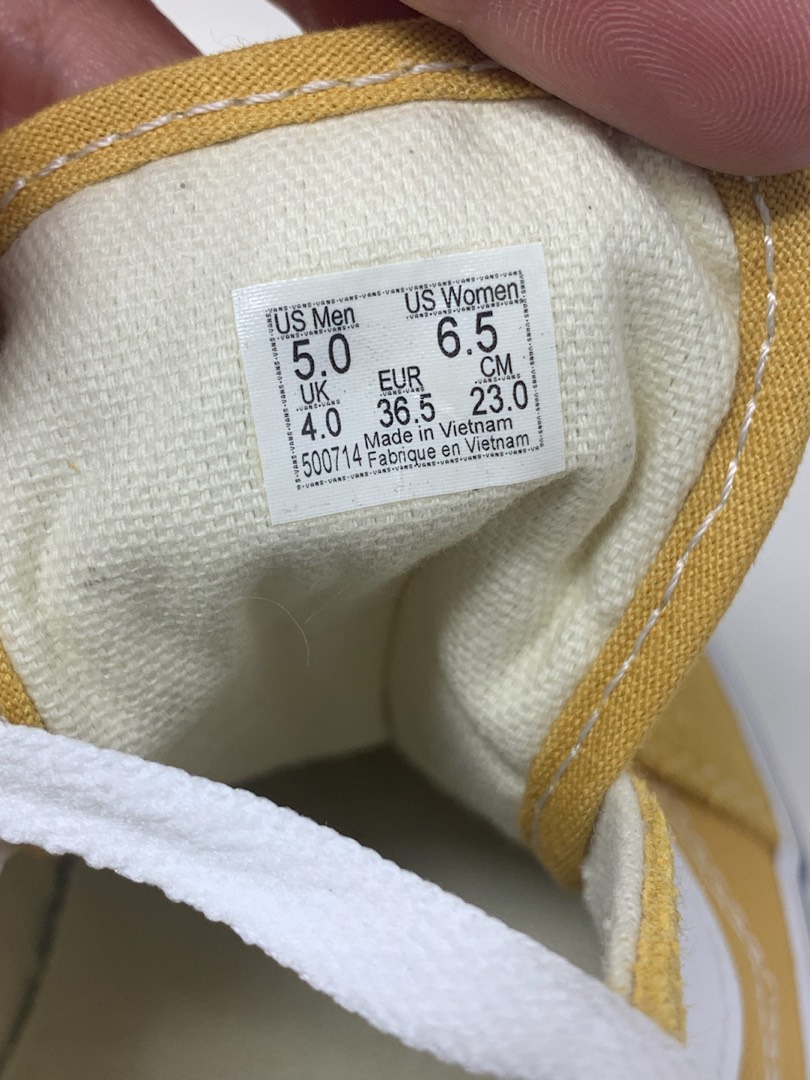 US Men US Women
5.0 6.5
UK EUR CM
4.0 36.5 23.0
Made in Vietnam
500714 Fabrique en Vietnam